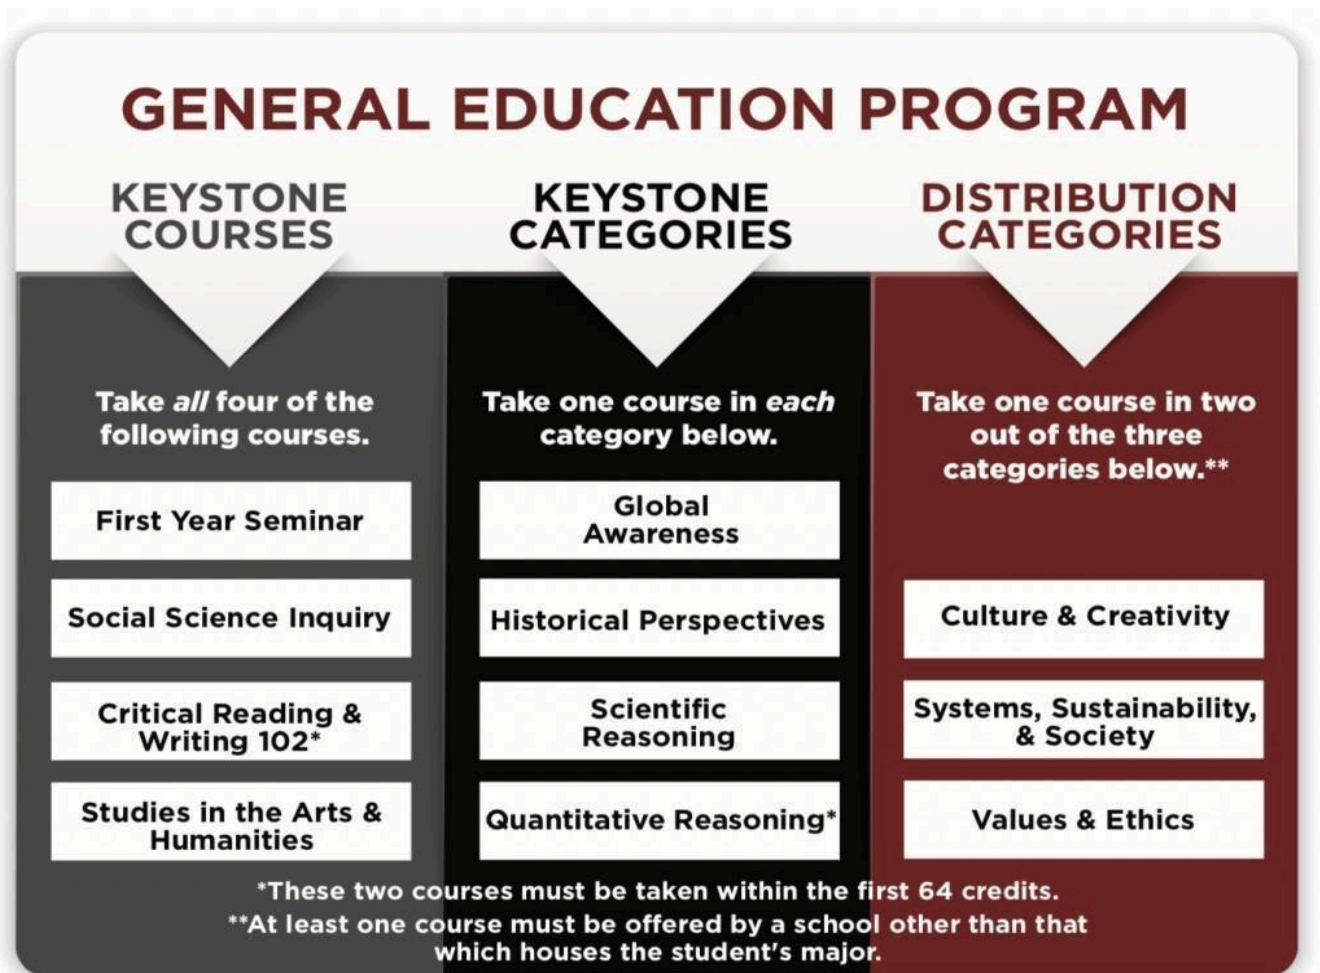 GENERAL EDUCATION PROGRAM
KEYSTONE
COURSES
Take all four of the
following courses.
First Year Seminar
Social Science Inquiry
Critical Reading &
Writing 102*
Studies in the Arts &
Humanities
KEYSTONE
CATEGORIES
Take one course in each
category below.
Global
Awareness
Historical Perspectives
Scientific
Reasoning
Quantitative Reasoning*
DISTRIBUTION
CATEGORIES
Take one course in two
out of the three
categories below.**
Culture & Creativity
Systems, Sustainability,
& Society
Values & Ethics
*These two courses must be taken within the first 64 credits.
**At least one course must be offered by a school other than that
which houses the student's major.